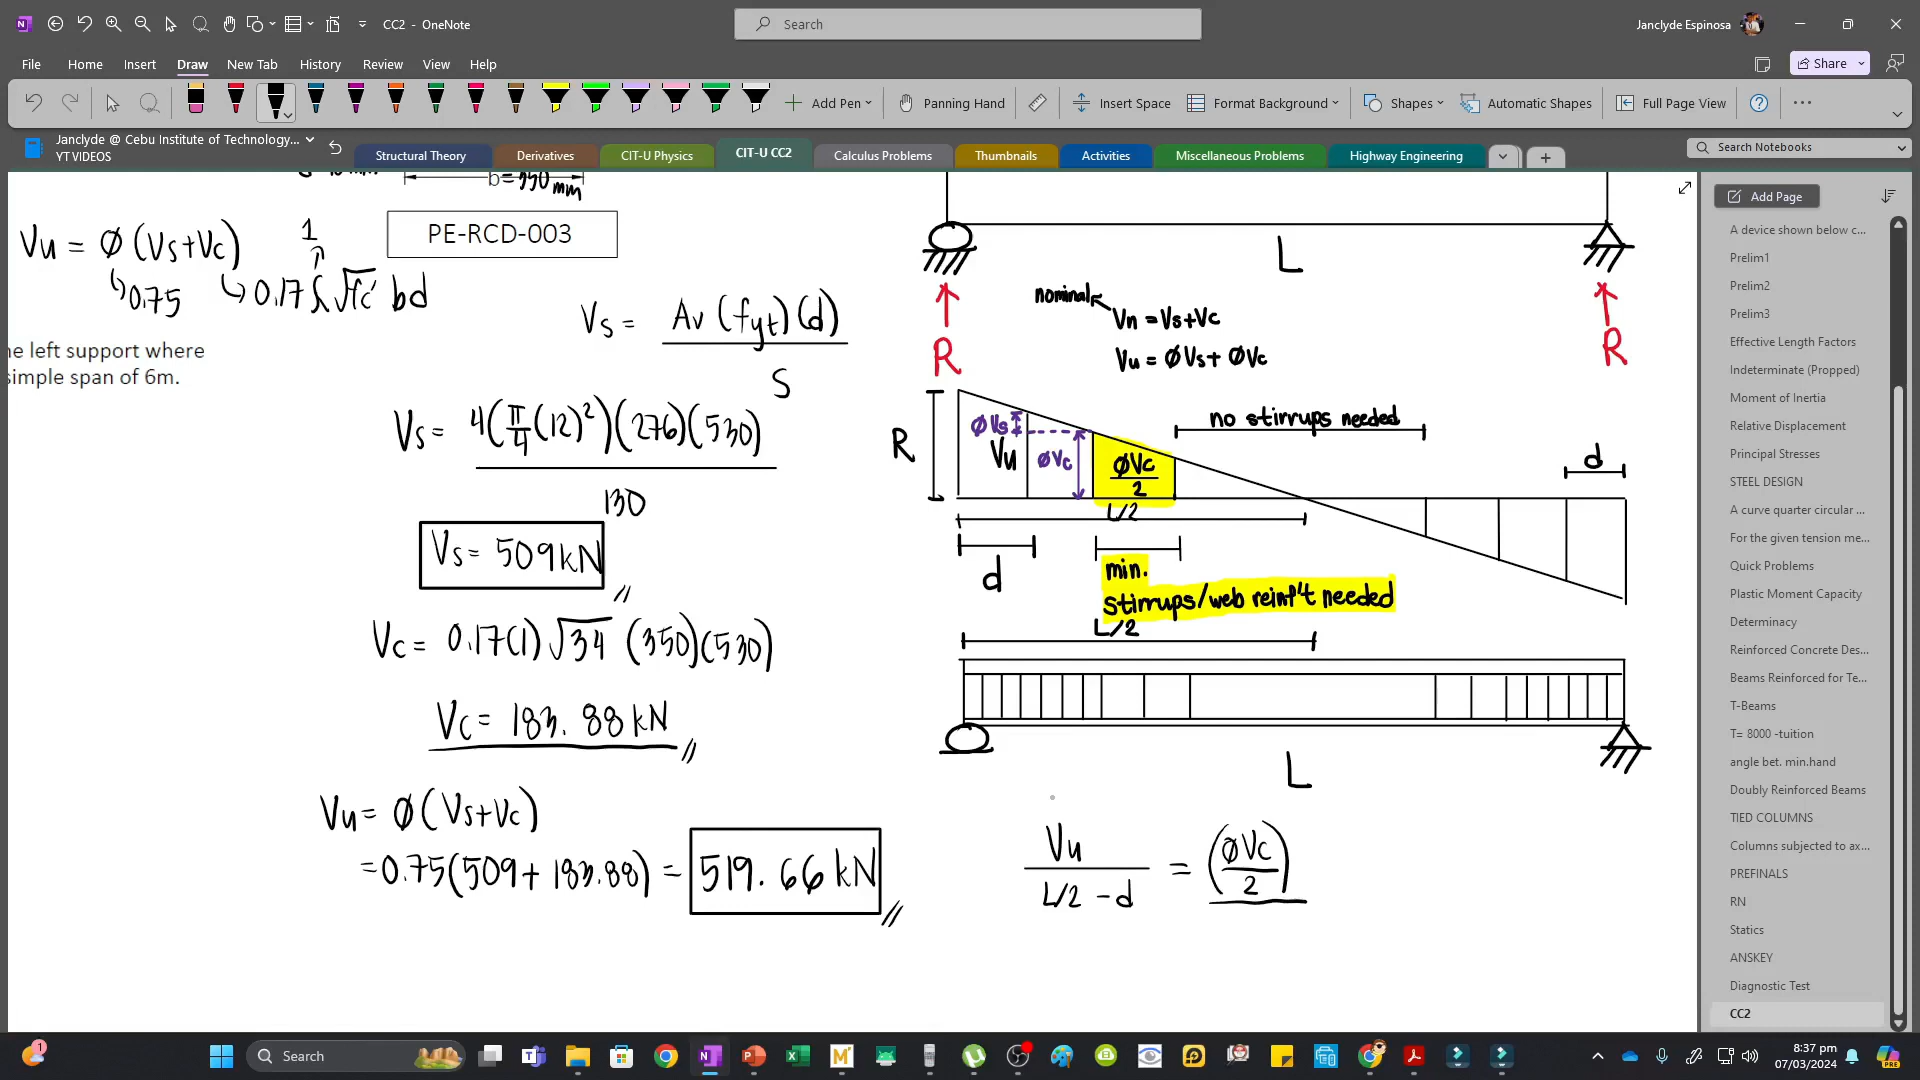 CC2 - OneNote
Search
Janclyde Espinosa
File Home Insert Draw New Tab History Review View Help
Share
Add Pen
Panning Hand
Insert Space
Format Background
Shapes
Automatic Shapes
Full Page View
Janclyde @ Cebu Institute of Technology...
YT VIDEOS
Structural Theory
Derivatives
CIT-U Physics
CIT-U CC2
Calculus Problems
Thumbnails
Activities
Miscellaneous Problems
Highway Engineering
Search Notebooks
b=350mm
PE-RCD-003
Vu = Ø (Vs+Vc)
1
0.75
0.17 λ √fc' bd
he left support where
simple span of 6m.
Vs = Av (fyt)(d)
S
Vs = 4(π/4 (12)²)(276)(530)
130
Vs = 509 kN
Vc = 0.17(1) √34 (350)(530)
Vc = 183.88 kN
Vu = Ø (Vs+Vc)
= 0.75(509 + 183.88) = 519.66 kN
L
R
R
nominal
Vn = Vs+Vc
Vu = ØVs + ØVc
R
ØVs
Vu
ØVc
ØVc
2
no stirrups needed
d
L/2
d
min.
stirrups/web reinf't needed
L/2
L
Vu
L/2 - d
= (ØVc
2)
Add Page
A device shown below c...
Prelim1
Prelim2
Prelim3
Effective Length Factors
Indeterminate (Propped)
Moment of Inertia
Relative Displacement
Principal Stresses
STEEL DESIGN
A curve quarter circular ...
For the given tension me...
Quick Problems
Plastic Moment Capacity
Determinacy
Reinforced Concrete Des...
Beams Reinforced for Te...
T-Beams
T= 8000 -tuition
angle bet. min.hand
Doubly Reinforced Beams
TIED COLUMNS
Columns subjected to ax...
PREFINALS
RN
Statics
ANSKEY
Diagnostic Test
CC2
1
Search
8:37 pm
07/03/2024